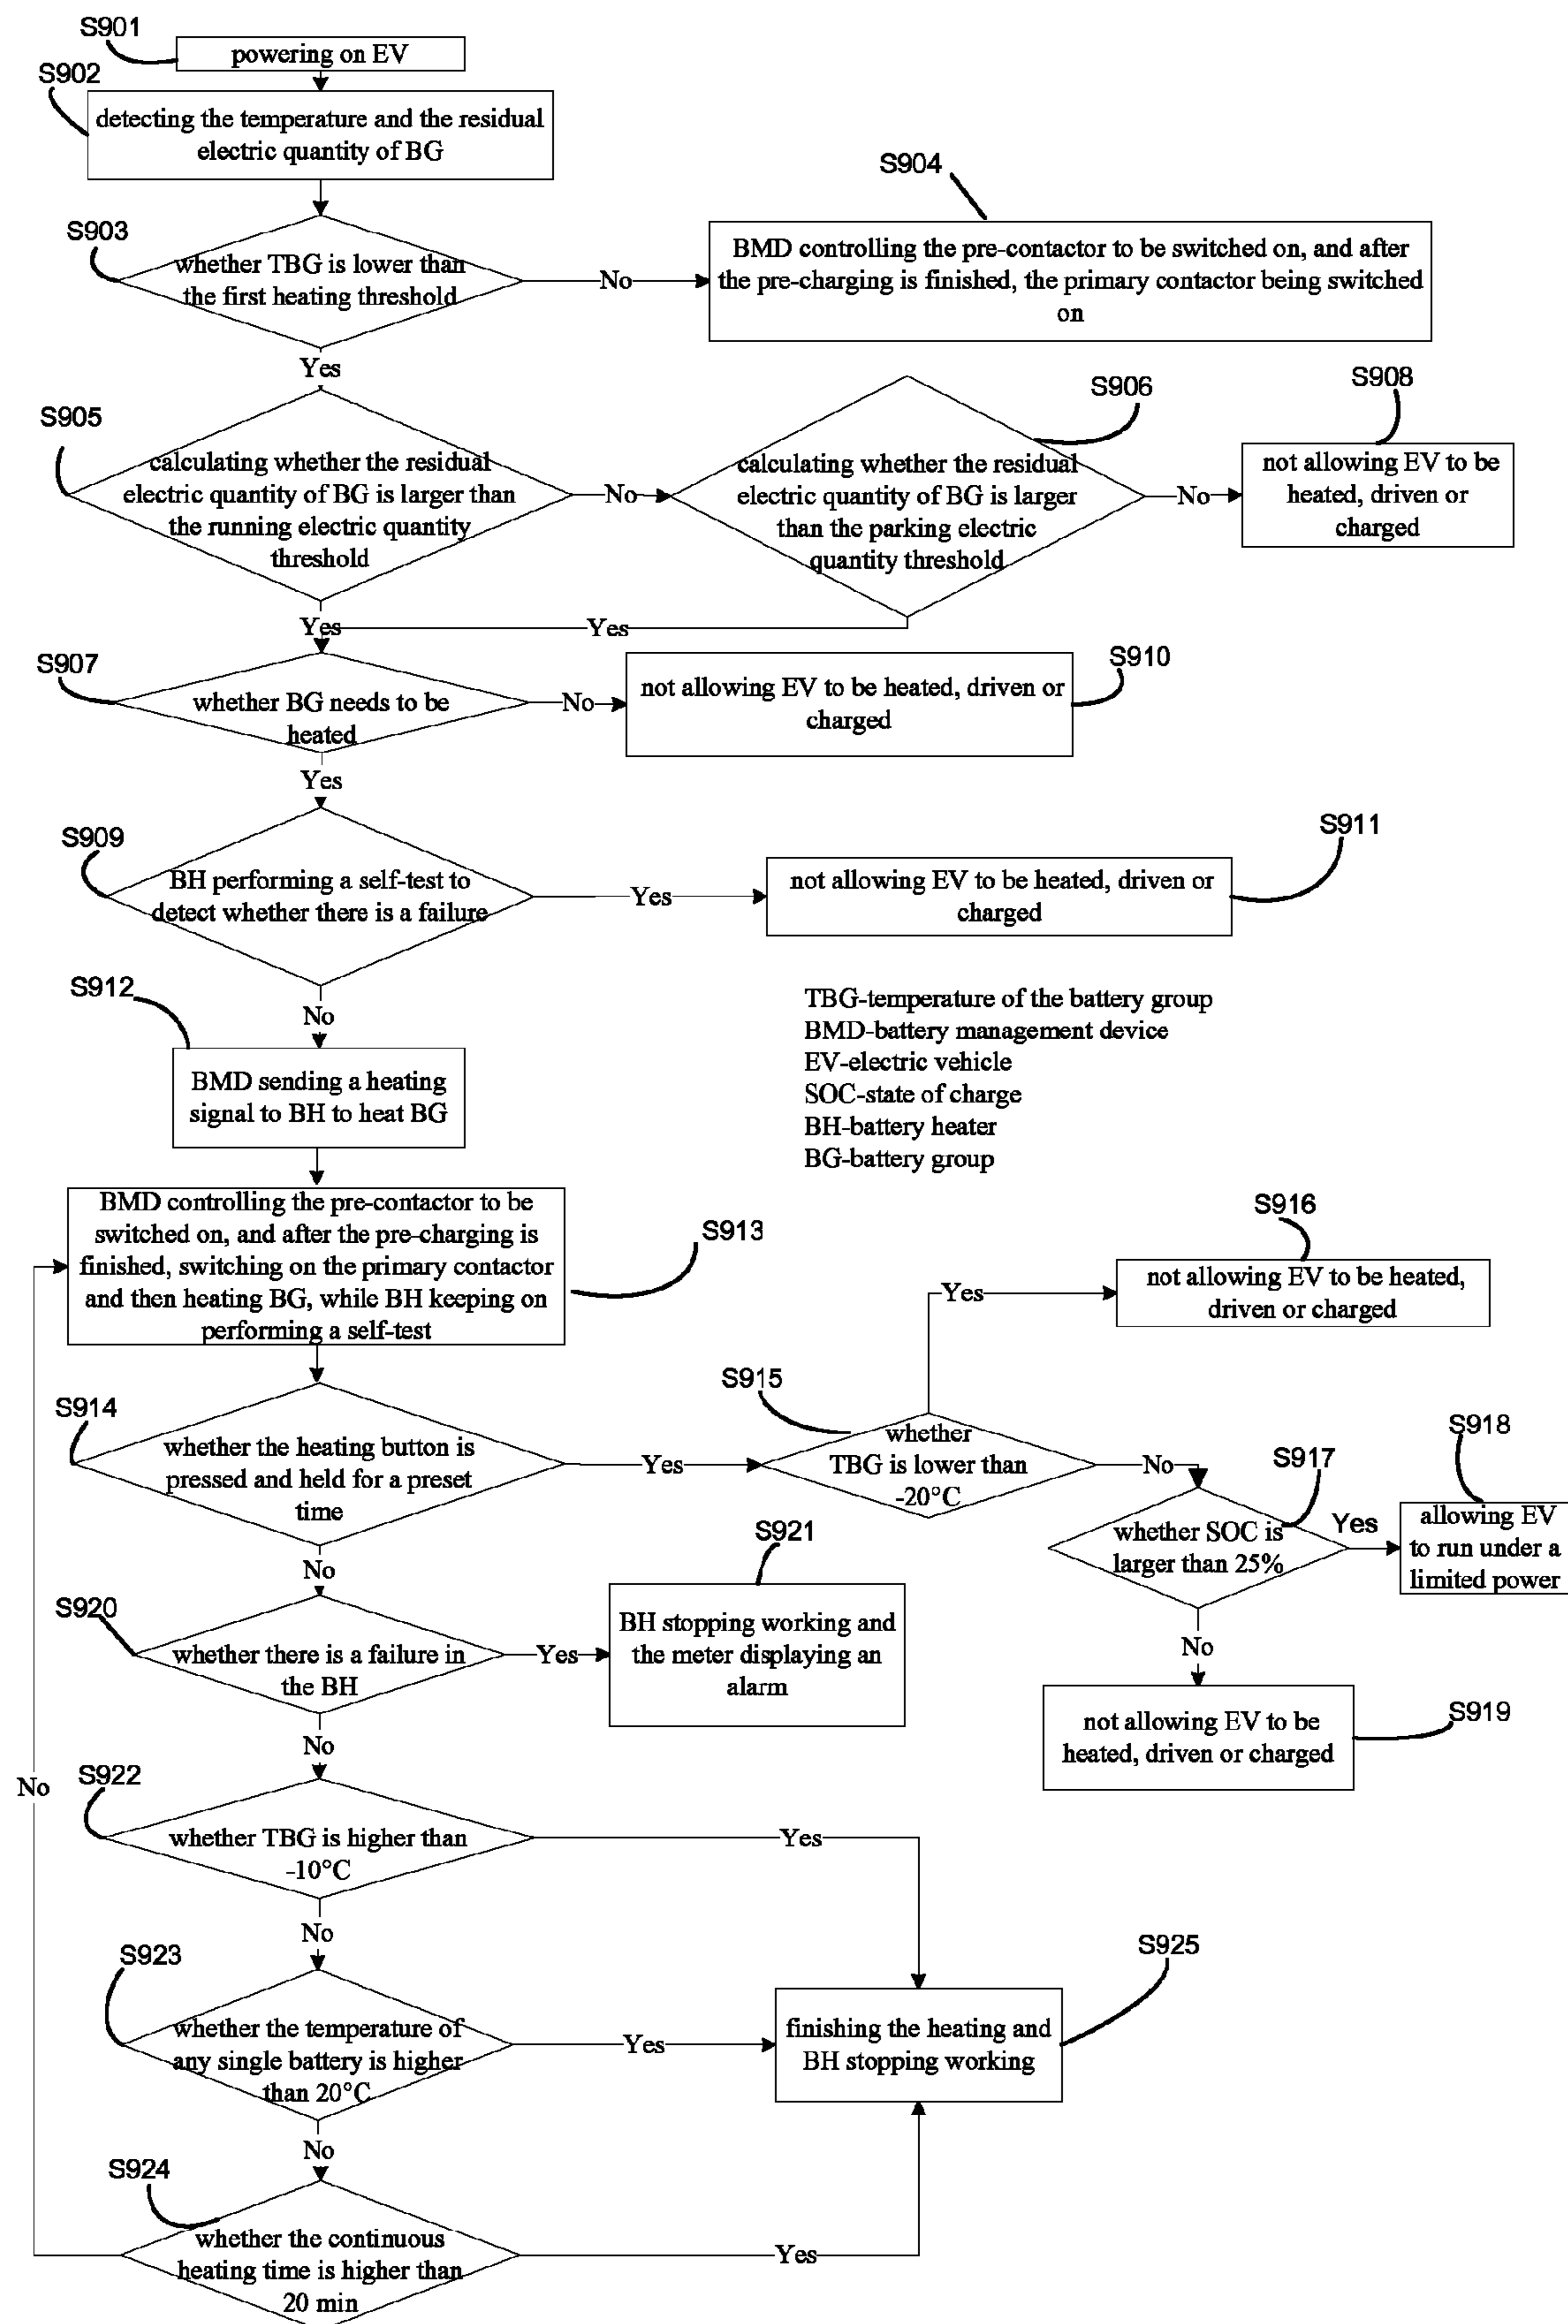 S901
powering on EV
S902
detecting the temperature and the residual
electric quantity of BG
S903
whether TBG is lower than
the first heating threshold
No
S904
BMD controlling the pre-contactor to be switched on, and after
the pre-charging is finished, the primary contactor being switched
on
Yes
S905
calculating whether the residual
electric quantity of BG is larger than
the running electric quantity
threshold
No
S906
calculating whether the residual
electric quantity of BG is larger
than the parking electric
quantity threshold
No
S908
not allowing EV to be
heated, driven or
charged
Yes
Yes
S907
whether BG needs to be
heated
No
S910
not allowing EV to be heated, driven or
charged
Yes
S909
BH performing a self-test to
detect whether there is a failure
Yes
S911
not allowing EV to be heated, driven or
charged
No
S912
BMD sending a heating
signal to BH to heat BG
TBG-temperature of the battery group
BMD-battery management device
EV-electric vehicle
SOC-state of charge
BH-battery heater
BG-battery group
BMD controlling the pre-contactor to be
switched on, and after the pre-charging is
finished, switching on the primary contactor
and then heating BG, while BH keeping on
performing a self-test
S913
S914
whether the heating button is
pressed and held for a preset
time
Yes
S915
whether
TBG is lower than
-20°C
Yes
S916
not allowing EV to be heated,
driven or charged
No
S917
whether SOC is
larger than 25%
Yes
S918
allowing EV
to run under a
limited power
No
not allowing EV to be
heated, driven or charged
S919
No
S920
whether there is a failure in
the BH
Yes
S921
BH stopping working and
the meter displaying an
alarm
No
S922
whether TBG is higher than
-10°C
Yes
No
No
S923
whether the temperature of
any single battery is higher
than 20°C
Yes
S925
finishing the heating and
BH stopping working
No
S924
whether the continuous
heating time is higher than
20 min
Yes